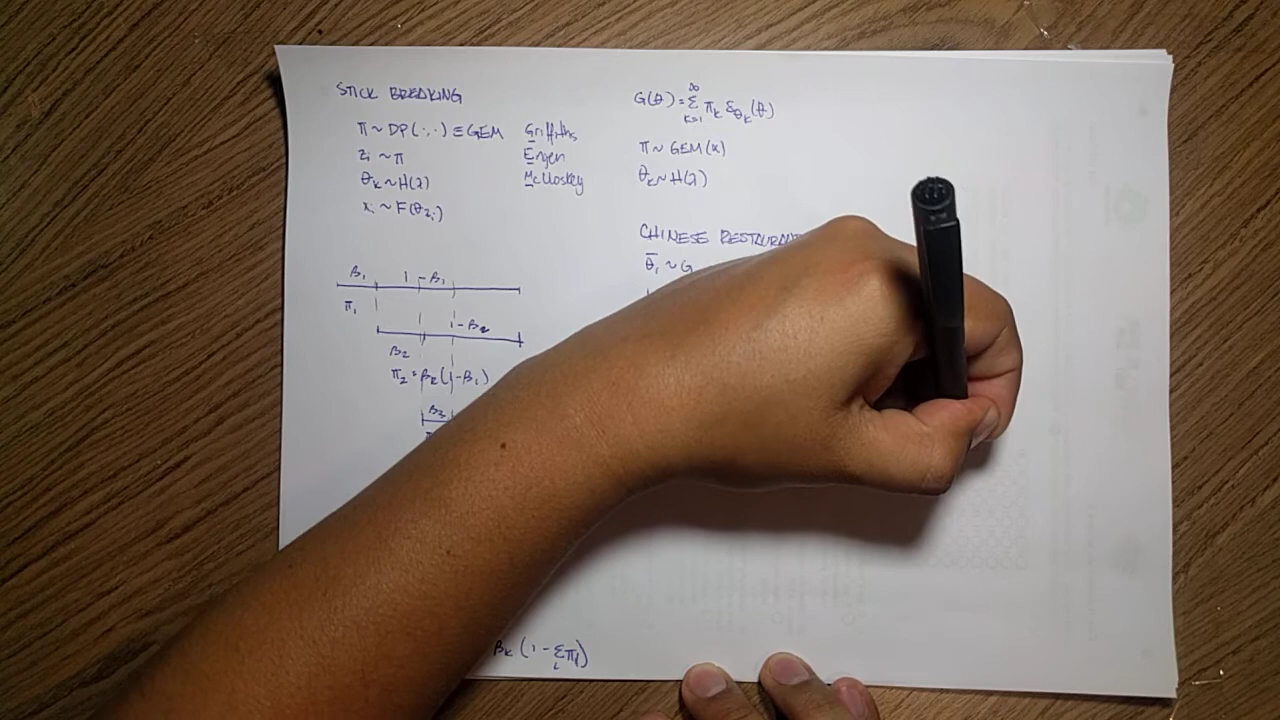 STICK BREAKING
π ~ DP(·,·) ≡ GEM
Griffiths
Engen
McCloskey
zᵢ ~ π
θₖ ~ H(λ)
xᵢ ~ F(θ_zᵢ)
β₁ 1 - β₁
π₁
1 - β₂
β₂
π₂ = β₂(1-β₁)
β₃
βₖ (1 - Σ πₗ)
G(θ) = Σ_{k=1}^∞ πₖ δ_θₖ(θ)
π ~ GEM(α)
θₖ ~ H(λ)
CHINESE RESTAURANT
θ̄₁ ~ G